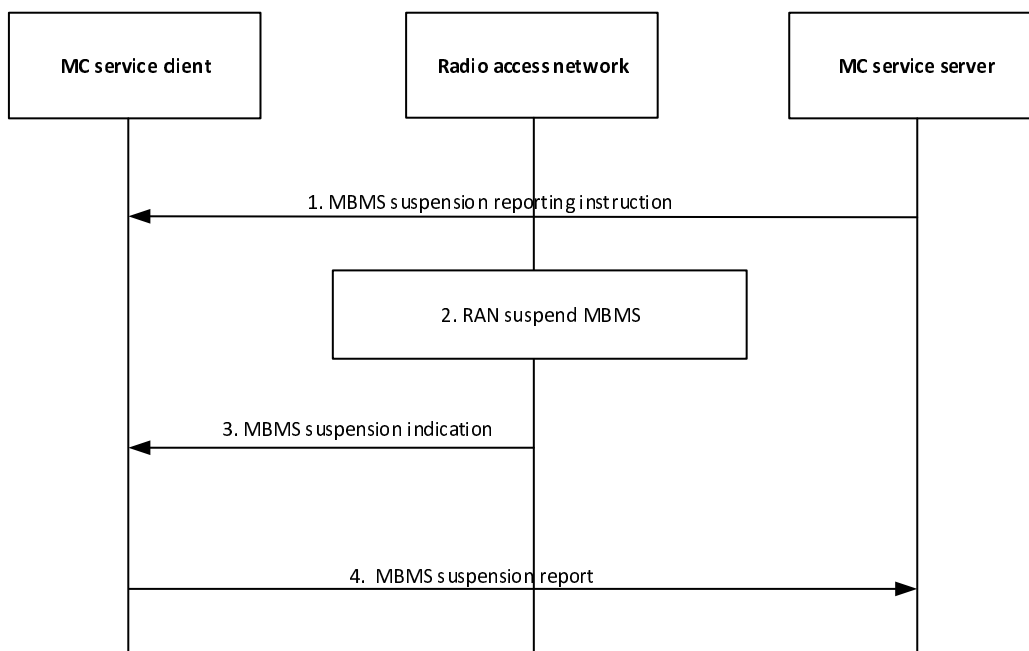 MC service client
Radio access network
MC service server
1. MBMS suspension reporting instruction
2. RAN suspend MBMS
3. MBMS suspension indication
4. MBMS suspension report